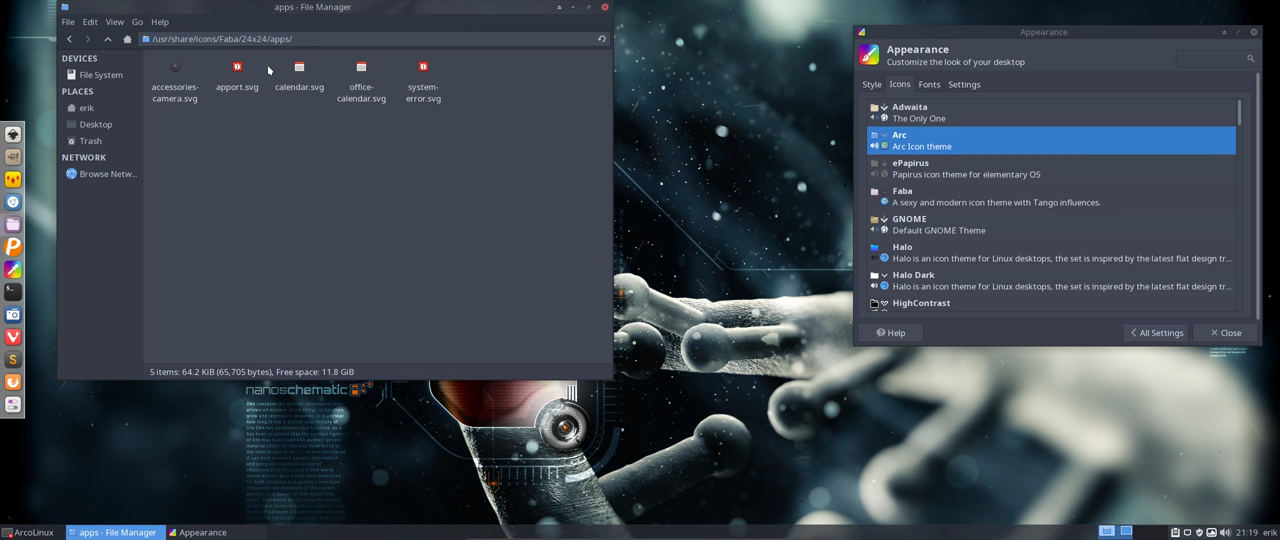 apps - File Manager
File Edit View Go Help
/usr/share/icons/Faba/24x24/apps/
DEVICES
File System
PLACES
erik
Desktop
Trash
NETWORK
Browse Netw...
accessories-
camera.svg
apport.svg
calendar.svg
office-
calendar.svg
system-
error.svg
5 items: 64.2 KiB (65,705 bytes), Free space: 11.8 GiB
Appearance
Appearance
Customize the look of your desktop
Style Icons Fonts Settings
Adwaita
The Only One
Arc
Arc Icon theme
ePapirus
Papirus icon theme for elementary OS
Faba
A sexy and modern icon theme with Tango influences.
GNOME
Default GNOME Theme
Halo
Halo is an icon theme for Linux desktops, the set is inspired by the latest flat design tr...
Halo Dark
Halo is an icon theme for Linux desktops, the set is inspired by the latest flat design tr...
HighContrast
Help
All Settings
Close
nanoschematic
ArcoLinux
apps - File Manager
Appearance
21:19 erik